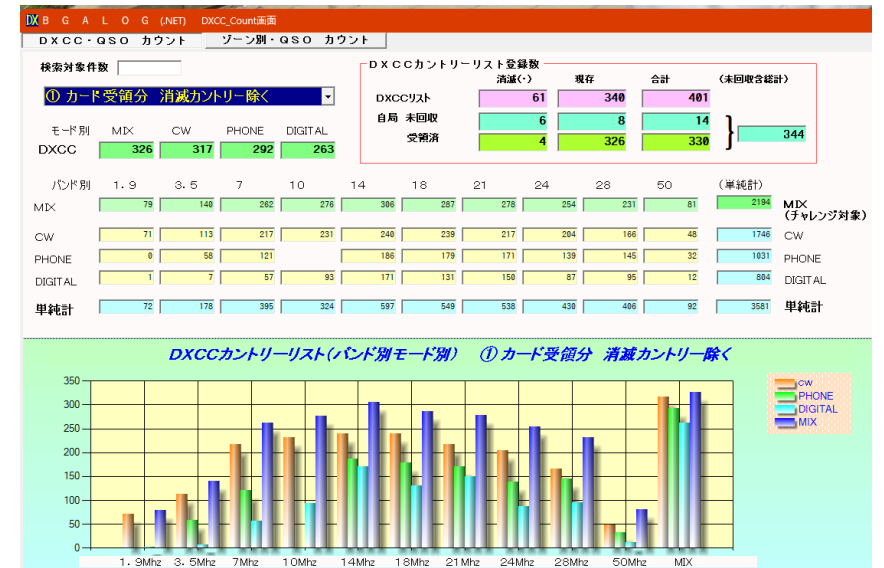 DX B G A L O G (.NET) DXCC_Count画面
DXCC・QSO カウント ゾーン別・QSO カウント
検索対象件数
DXCCカントリーリスト登録数
消滅(・) 現存 合計 (未回収含総計)
① カード受領分 消滅カントリー除く
DXCCリスト 61 340 401
自局 未回収 6 8 14
受領済 4 326 330
} 344
モード別 MIX CW PHONE DIGITAL
DXCC 326 317 292 263
バンド別 1.9 3.5 7 10 14 18 21 24 28 50 (単純計)
MIX 79 140 262 276 306 287 278 254 231 81 2194 MIX
(チャレンジ対象)
CW 71 113 217 231 240 239 217 204 166 48 1746 CW
PHONE 0 58 121 186 179 171 139 145 32 1031 PHONE
DIGITAL 1 7 57 93 171 131 150 87 95 12 804 DIGITAL
単純計 72 178 395 324 597 549 538 430 406 92 3581 単純計
DXCCカントリーリスト(バンド別モード別) ① カード受領分 消滅カントリー除く
350
300
250
200
150
100
50
0
1.9Mhz 3.5Mhz 7Mhz 10Mhz 14Mhz 18Mhz 21Mhz 24Mhz 28Mhz 50Mhz MIX
CW
PHONE
DIGITAL
MIX